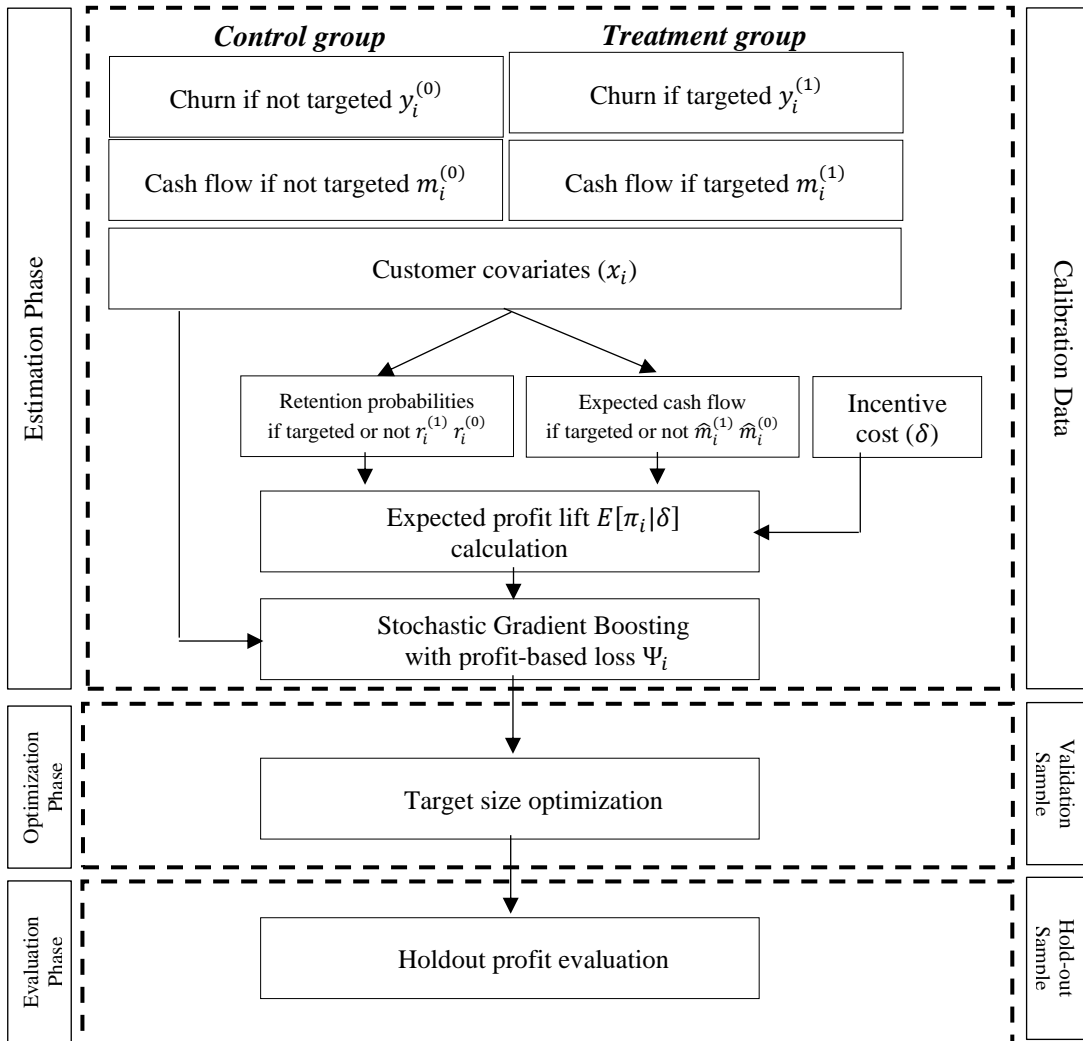 Control group
Treatment group
Churn if not targeted y_i^{(0)}
Churn if targeted y_i^{(1)}
Cash flow if not targeted m_i^{(0)}
Cash flow if targeted m_i^{(1)}
Customer covariates (x_i)
Retention probabilities
if targeted or not r_i^{(1)} r_i^{(0)}
Expected cash flow
if targeted or not m̂_i^{(1)} m̂_i^{(0)}
Incentive
cost (δ)
Expected profit lift E[π_i|δ]
calculation
Stochastic Gradient Boosting
with profit-based loss Ψ_i
Estimation Phase
Calibration Data
Target size optimization
Optimization
Phase
Validation
Sample
Holdout profit evaluation
Evaluation
Phase
Hold-out
Sample